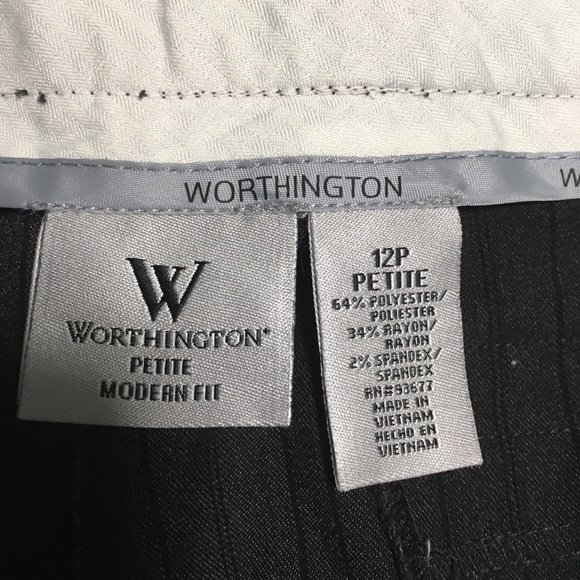 WORTHINGTON W
W
WORTHINGTON®
PETITE
MODERN FIT
12P
PETITE
64% POLYESTER/
POLIESTER
34% RAYON/
RAYON
2% SPANDEX/
SPANDEX
RN#93677
MADE IN
VIETNAM
HECHO EN
VIETNAM